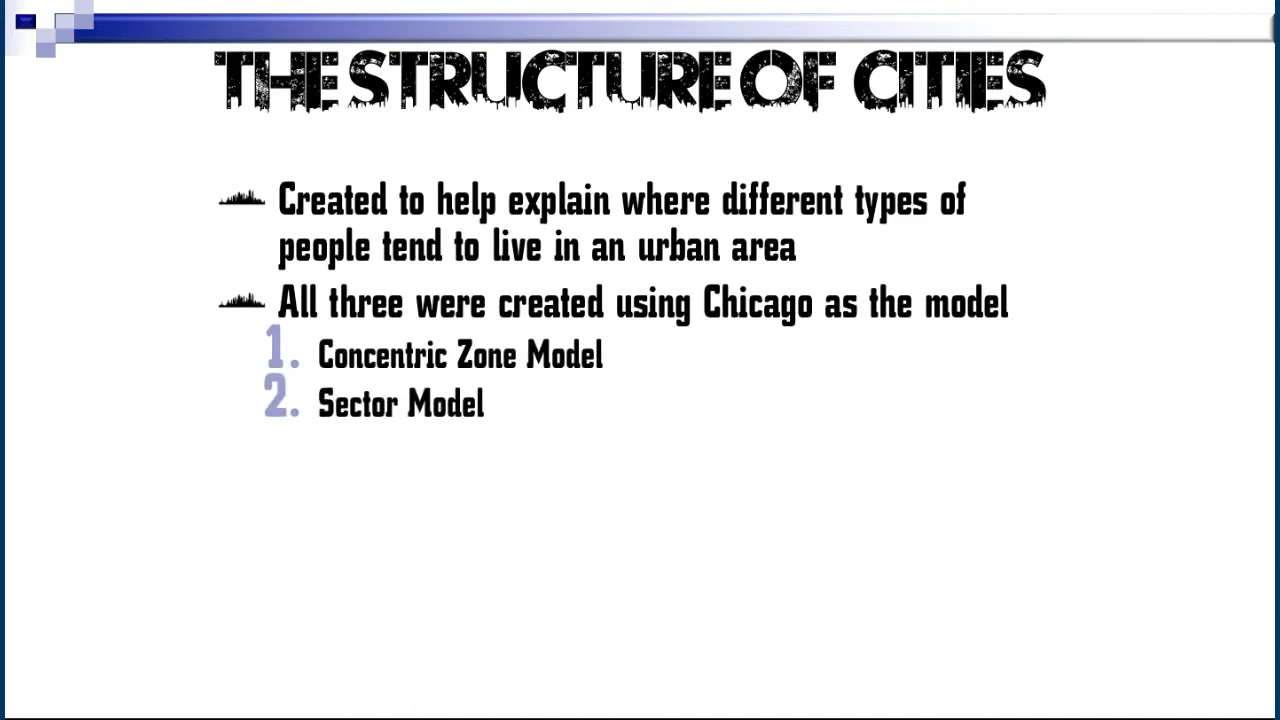 THE STRUCTURE OF CITIES
Created to help explain where different types of
people tend to live in an urban area
All three were created using Chicago as the model
1. Concentric Zone Model
2. Sector Model